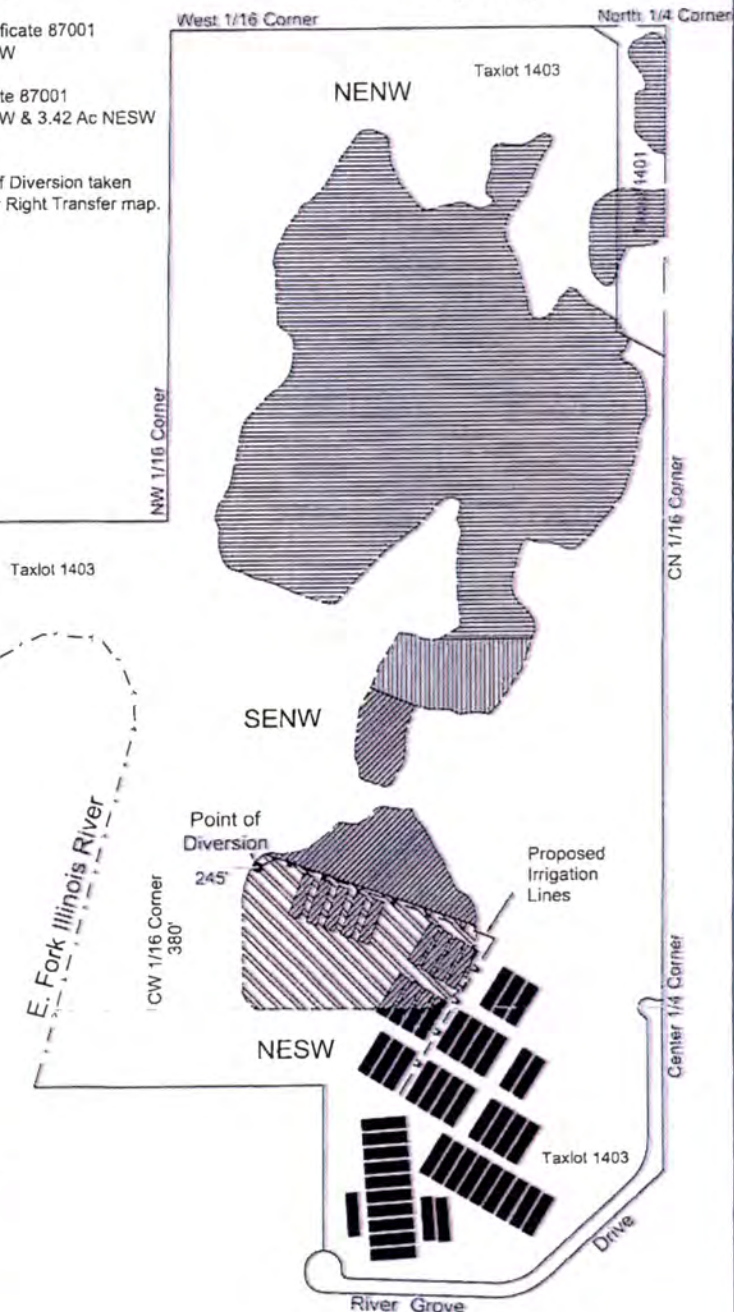 West 1/16 Corner
North 1/4 Corner
ficate 87001
W
te 87001
W & 3.42 Ac NESW
f Diversion taken
r Right Transfer map.
NENW
Taxlot 1403
Taxlot 1401
NW 1/16 Corner
CN 1/16 Corner
Taxlot 1403
SENW
E. Fork Illinois River
Point of
Diversion
245'
CW 1/16 Corner
380'
Proposed
Irrigation
Lines
Center 1/4 Corner
NESW
Taxlot 1403
River Grove
Drive